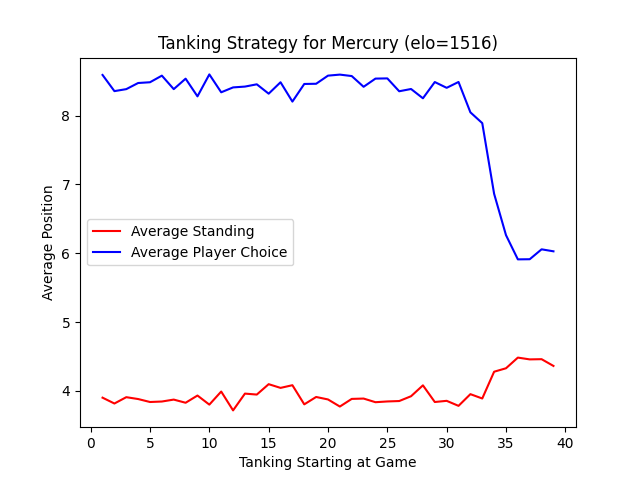 Tanking Strategy for Mercury (elo=1516)
Average Position
8
7
6
5
4
Average Standing
Average Player Choice
0 5 10 15 20 25 30 35 40
Tanking Starting at Game